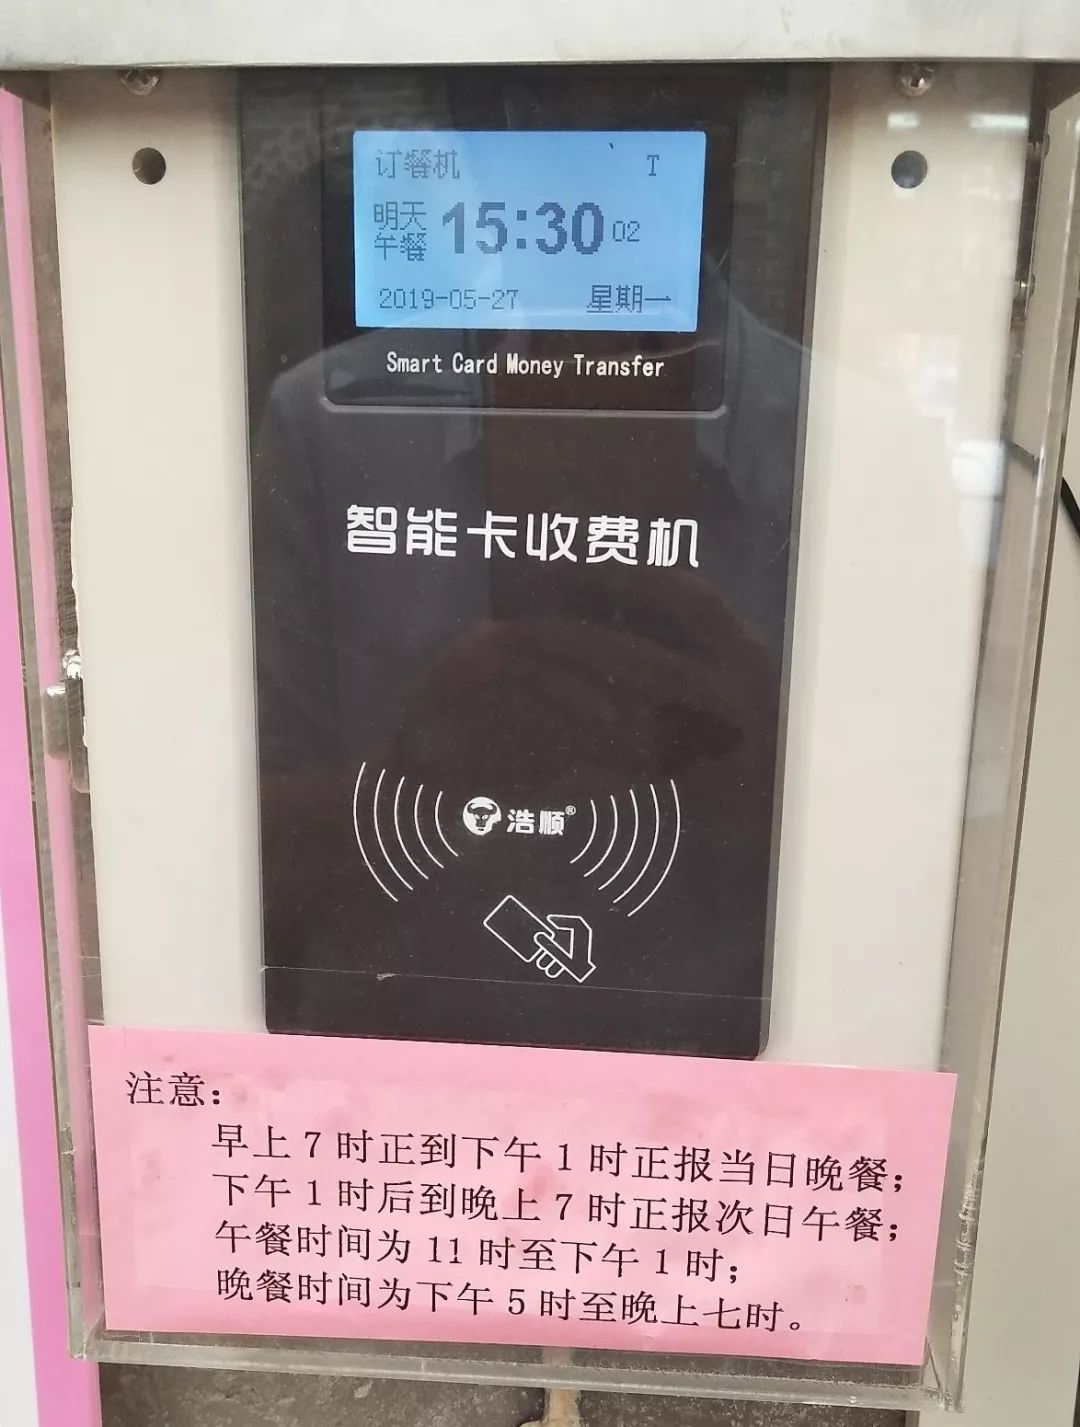 订餐机 T
明天
午餐 15:30 02
2019-05-27 星期一
Smart Card Money Transfer
智能卡收费机
浩顺®
注意：
早上7时正到下午1时正报当日晚餐；
下午1时后到晚上7时正报次日午餐；
午餐时间为11时至下午1时；
晚餐时间为下午5时至晚上七时。